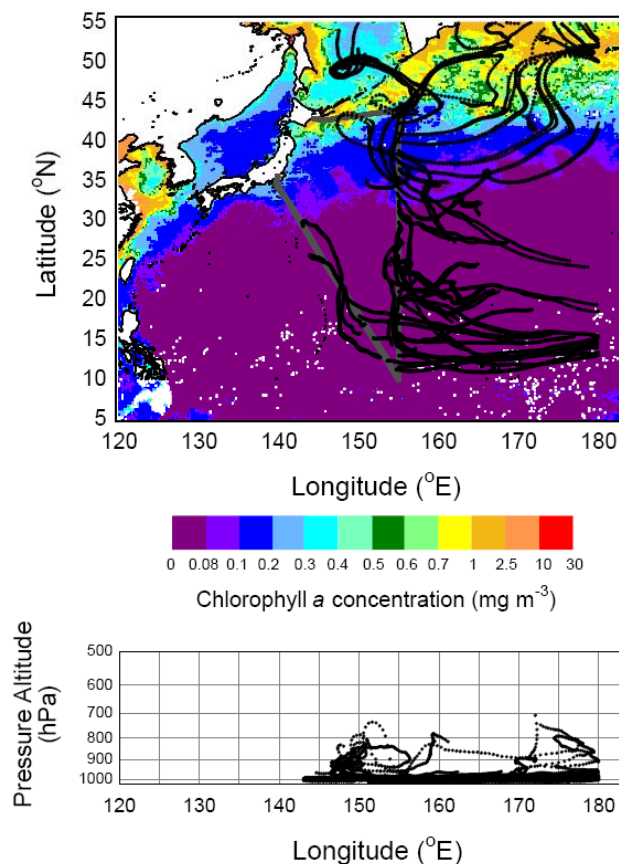 55
50
45
40
35
30
25
20
15
10
5
Latitude (°N)
120 130 140 150 160 170 180
Longitude (°E)
0 0.08 0.1 0.2 0.3 0.4 0.5 0.6 0.7 1 2.5 10 30
Chlorophyll a concentration (mg m⁻³)
500
600
700
800
900
1000
Pressure Altitude
(hPa)
120 130 140 150 160 170 180
Longitude (°E)